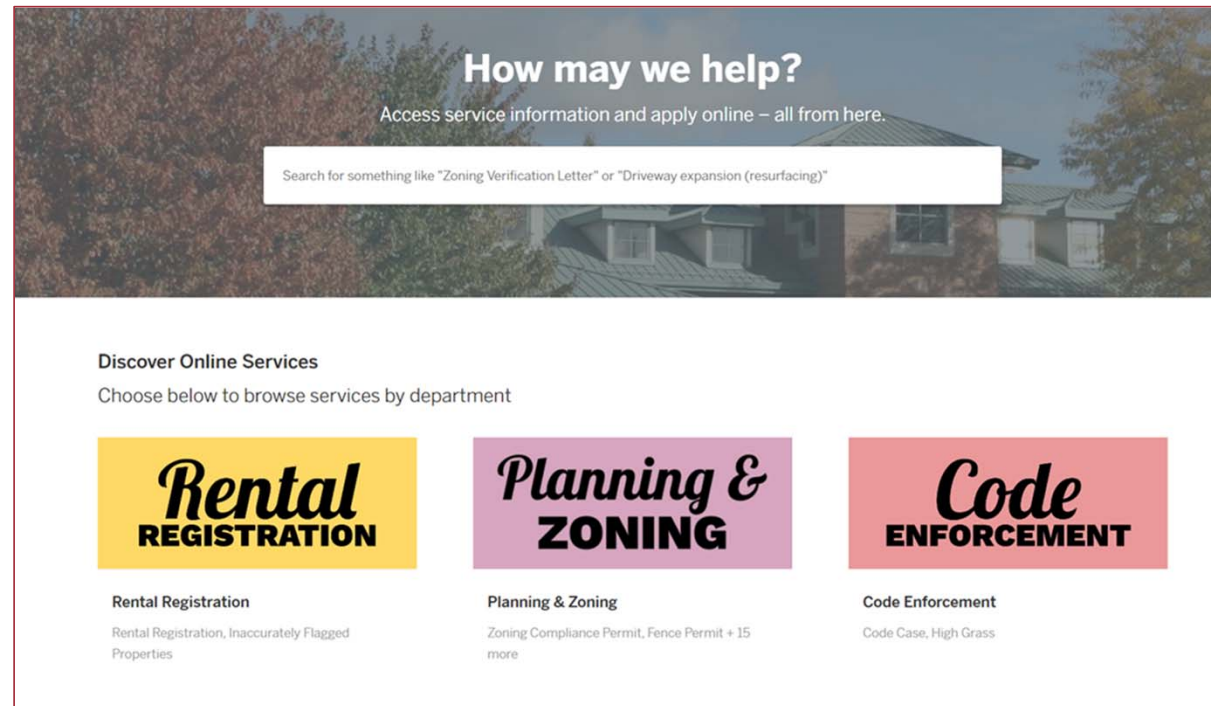 How may we help?
Access service information and apply online – all from here.
Search for something like "Zoning Verification Letter" or "Driveway expansion (resurfacing)"
Discover Online Services
Choose below to browse services by department
Rental
REGISTRATION
Planning &
ZONING
Code
ENFORCEMENT
Rental Registration
Rental Registration, Inaccurately Flagged
Properties
Planning & Zoning
Zoning Compliance Permit, Fence Permit + 15
more
Code Enforcement
Code Case, High Grass